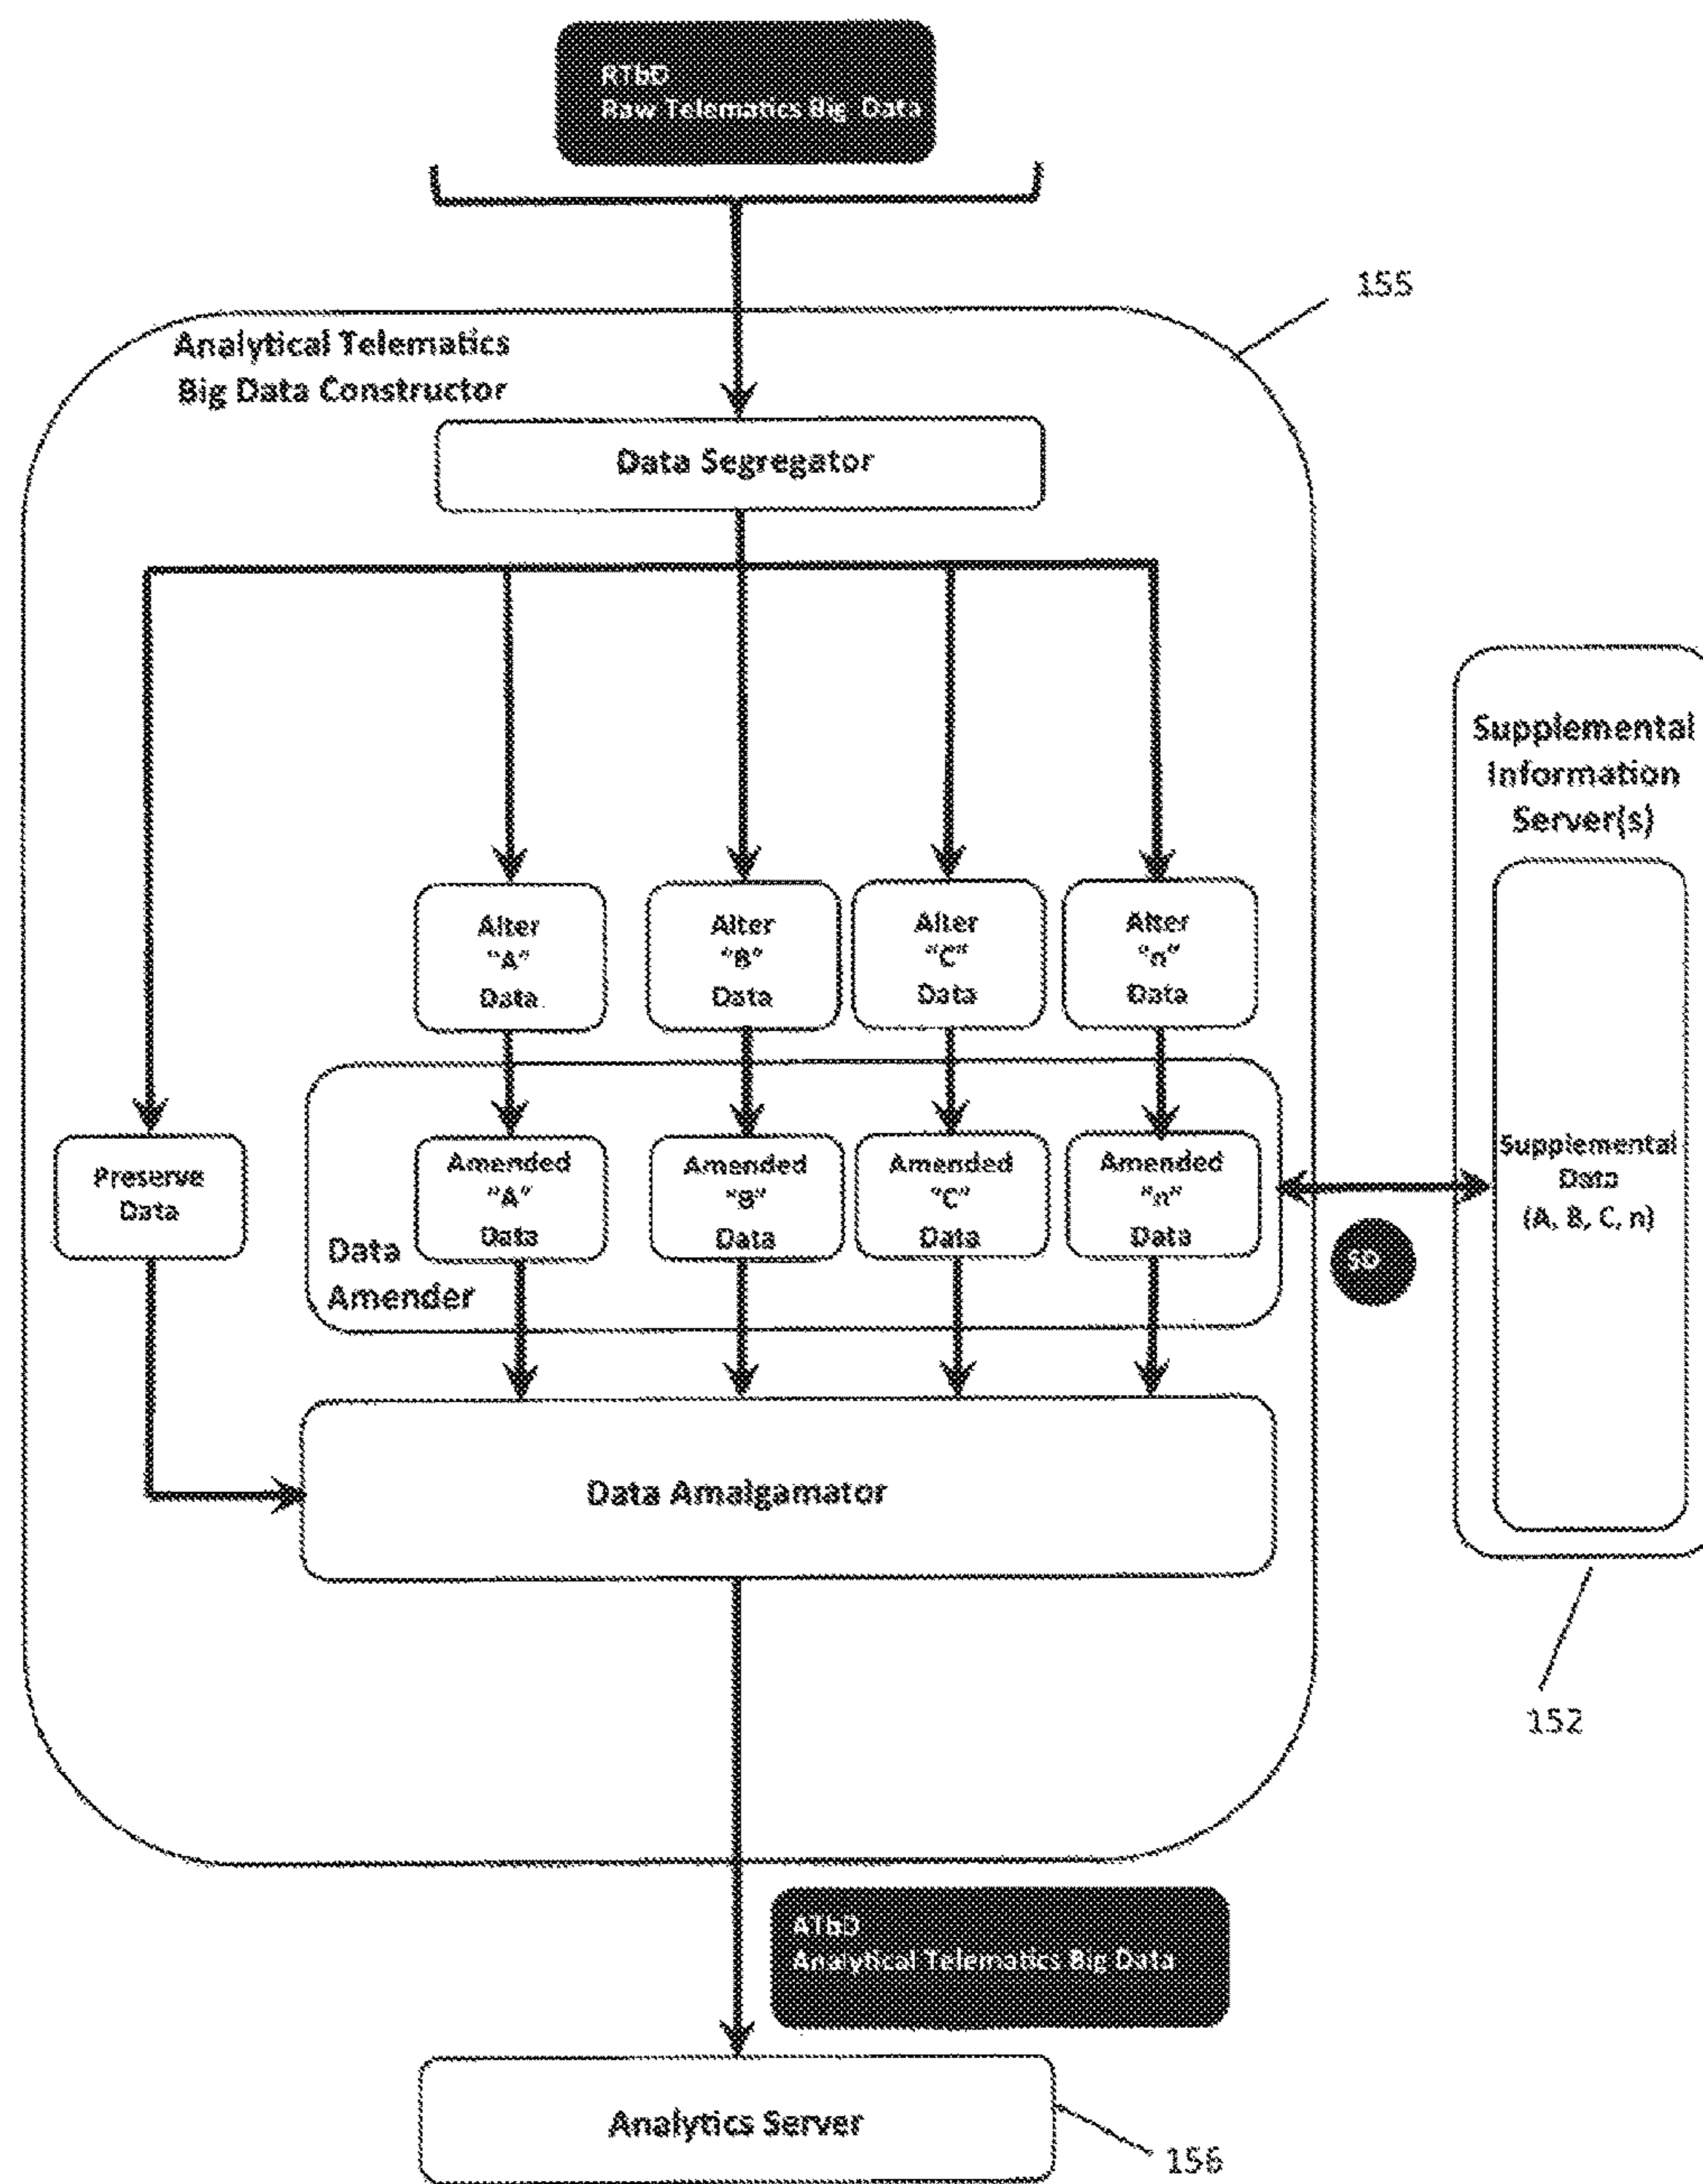 RTbD
Raw Telematics Big Data
155
Analytical Telematics
Big Data Constructor
Data Segregator
Supplemental
Information
Server(s)
Alter
"A"
Data
Alter
"B"
Data
Alter
"C"
Data
Alter
"n"
Data
Preserve
Data
Amended
"A"
Data
Amended
"B"
Data
Amended
"C"
Data
Amended
"n"
Data
Data
Amender
Supplemental
Data
(A, B, C, n)
SD
Data Amalgamator
152
ATbD
Analytical Telematics Big Data
Analytics Server
156